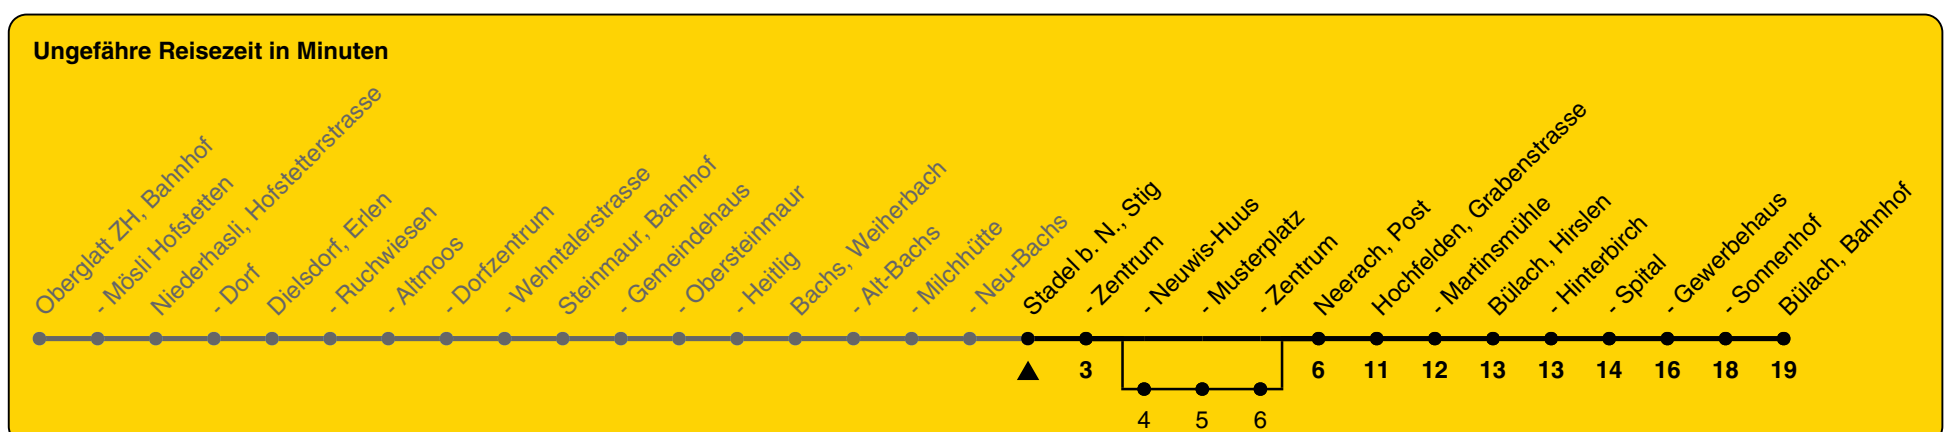 Ungefähre Reisezeit in Minuten
Oberglatt ZH, Bahnhof
- Mösli Hofstetten
Niederhasli, Hofstetterstrasse
- Dorf
Dielsdorf, Erlen
- Ruchwiesen
- Altmoos
- Dorfzentrum
- Wehntalerstrasse
Steinmaur, Bahnhof
- Gemeindehaus
- Obersteinmaur
- Heitlig
Bachs, Weiherbach
- Alt-Bachs
- Milchhütte
- Neu-Bachs
Stadel b. N., Stig
- Zentrum
- Neuwis-Huus
- Musterplatz
- Zentrum
Neerach, Post
Hochfelden, Grabenstrasse
- Martinsmühle
Bülach, Hirslen
- Hinterbirch
- Spital
- Gewerbehaus
- Sonnenhof
Bülach, Bahnhof
3 6 11 12 13 13 14 16 18 19
4 5 6